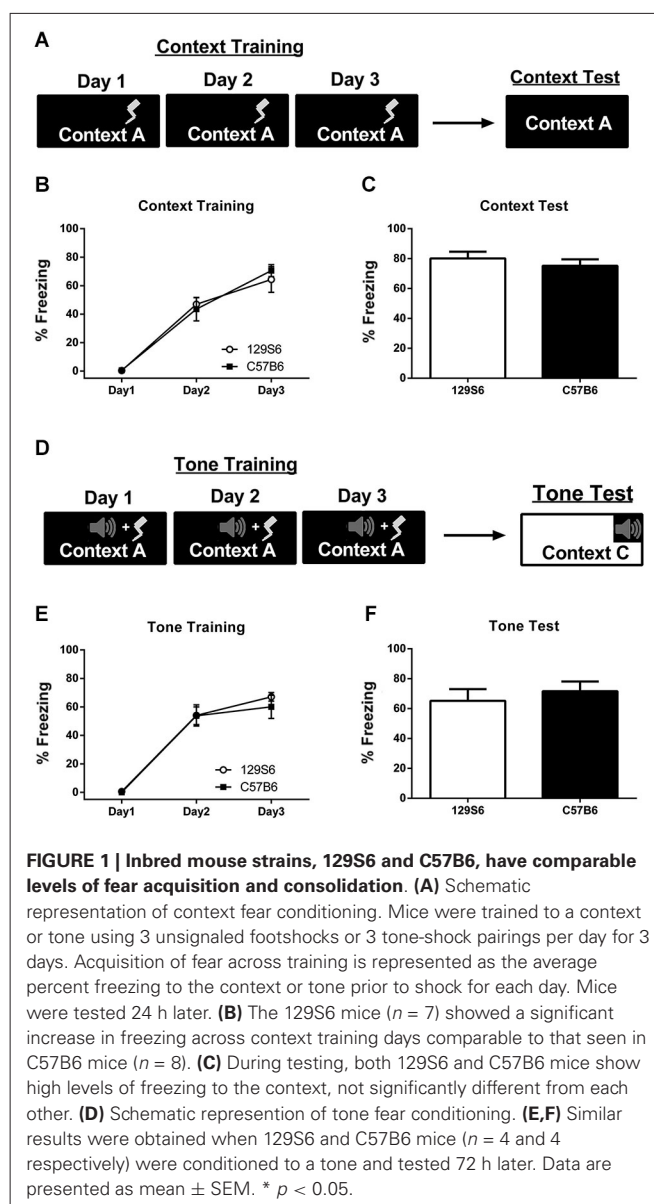 A
Context Training
Day 1 Day 2 Day 3
Context Test
Context A Context A Context A Context A
B
Context Training
% Freezing
100
80
60
40
20
0
129S6
C57B6
Day1 Day2 Day3
C
Context Test
% Freezing
100
80
60
40
20
0
129S6 C57B6
D
Tone Training
Day 1 Day 2 Day 3
Tone Test
+ + +
Context A Context A Context A Context C
E
Tone Training
% Freezing
100
80
60
40
20
0
129S6
C57B6
Day1 Day2 Day3
F
Tone Test
% Freezing
100
80
60
40
20
0
129S6 C57B6
FIGURE 1 | Inbred mouse strains, 129S6 and C57B6, have comparable
levels of fear acquisition and consolidation. (A) Schematic
representation of context fear conditioning. Mice were trained to a context
or tone using 3 unsignaled footshocks or 3 tone-shock pairings per day for 3
days. Acquisition of fear across training is represented as the average
percent freezing to the context or tone prior to shock for each day. Mice
were tested 24 h later. (B) The 129S6 mice (n = 7) showed a significant
increase in freezing across context training days comparable to that seen in
C57B6 mice (n = 8). (C) During testing, both 129S6 and C57B6 mice show
high levels of freezing to the context, not significantly different from each
other. (D) Schematic represention of tone fear conditioning. (E,F) Similar
results were obtained when 129S6 and C57B6 mice (n = 4 and 4
respectively) were conditioned to a tone and tested 72 h later. Data are
presented as mean ± SEM. * p < 0.05.